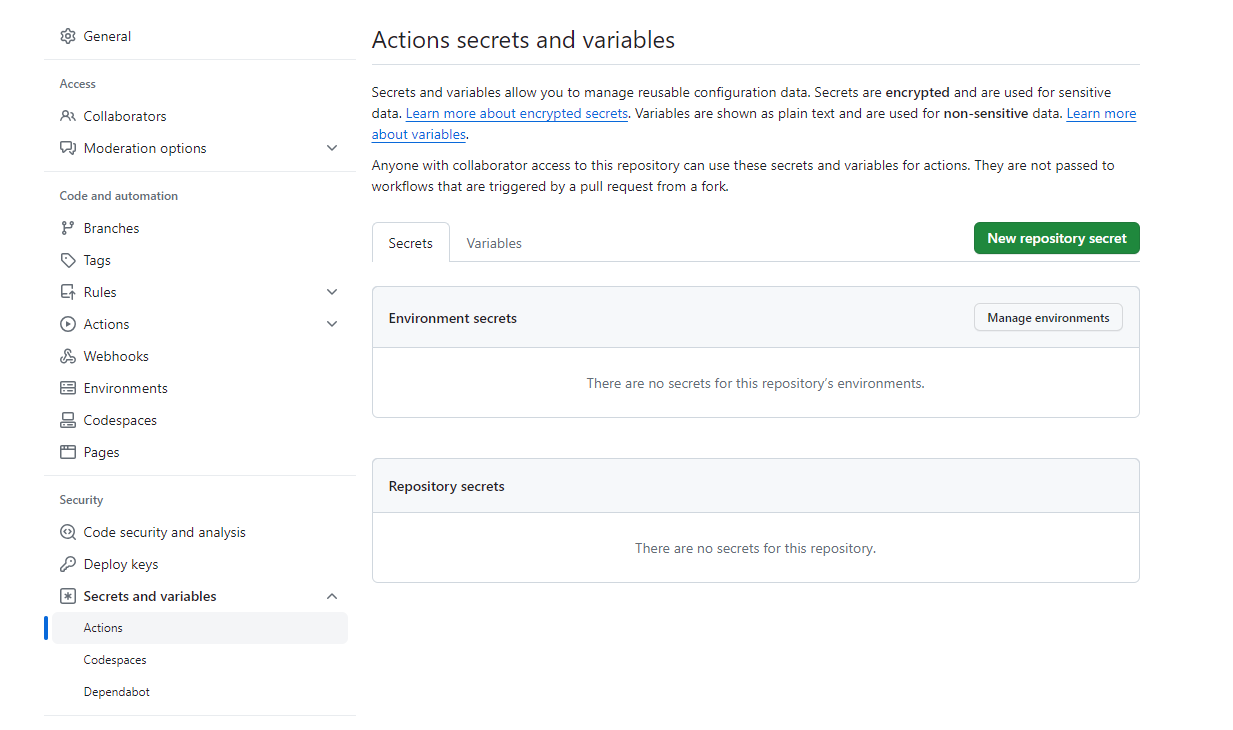 General
Access
Collaborators
Moderation options
Code and automation
Branches
Tags
Rules
Actions
Webhooks
Environments
Codespaces
Pages
Security
Code security and analysis
Deploy keys
Secrets and variables
Actions
Codespaces
Dependabot
Actions secrets and variables
Secrets and variables allow you to manage reusable configuration data. Secrets are encrypted and are used for sensitive
data. Learn more about encrypted secrets. Variables are shown as plain text and are used for non-sensitive data. Learn more
about variables.
Anyone with collaborator access to this repository can use these secrets and variables for actions. They are not passed to
workflows that are triggered by a pull request from a fork.
Secrets
Variables
New repository secret
Environment secrets
Manage environments
There are no secrets for this repository’s environments.
Repository secrets
There are no secrets for this repository.